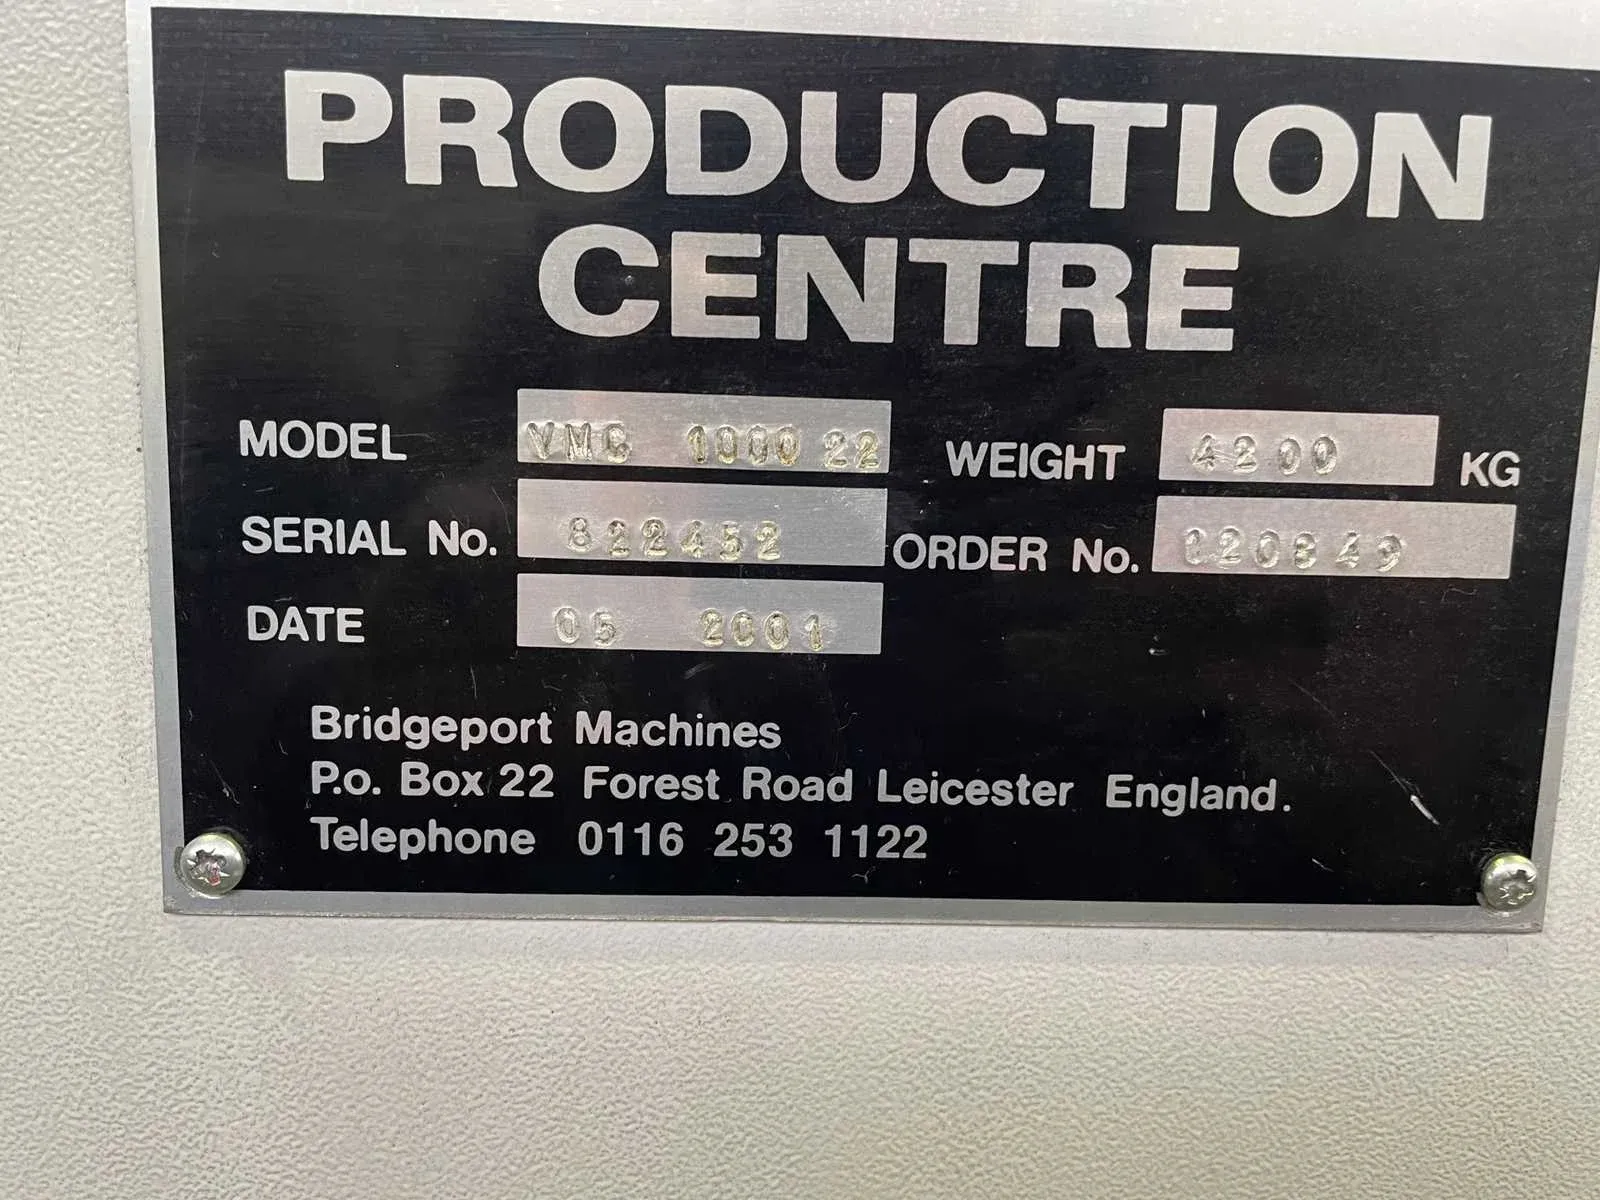 PRODUCTION
CENTRE
MODEL VMC 1000 22 WEIGHT 4200 KG
SERIAL No. 822452 ORDER No. 020849
DATE 05 2001
Bridgeport Machines
P.o. Box 22 Forest Road Leicester England.
Telephone 0116 253 1122